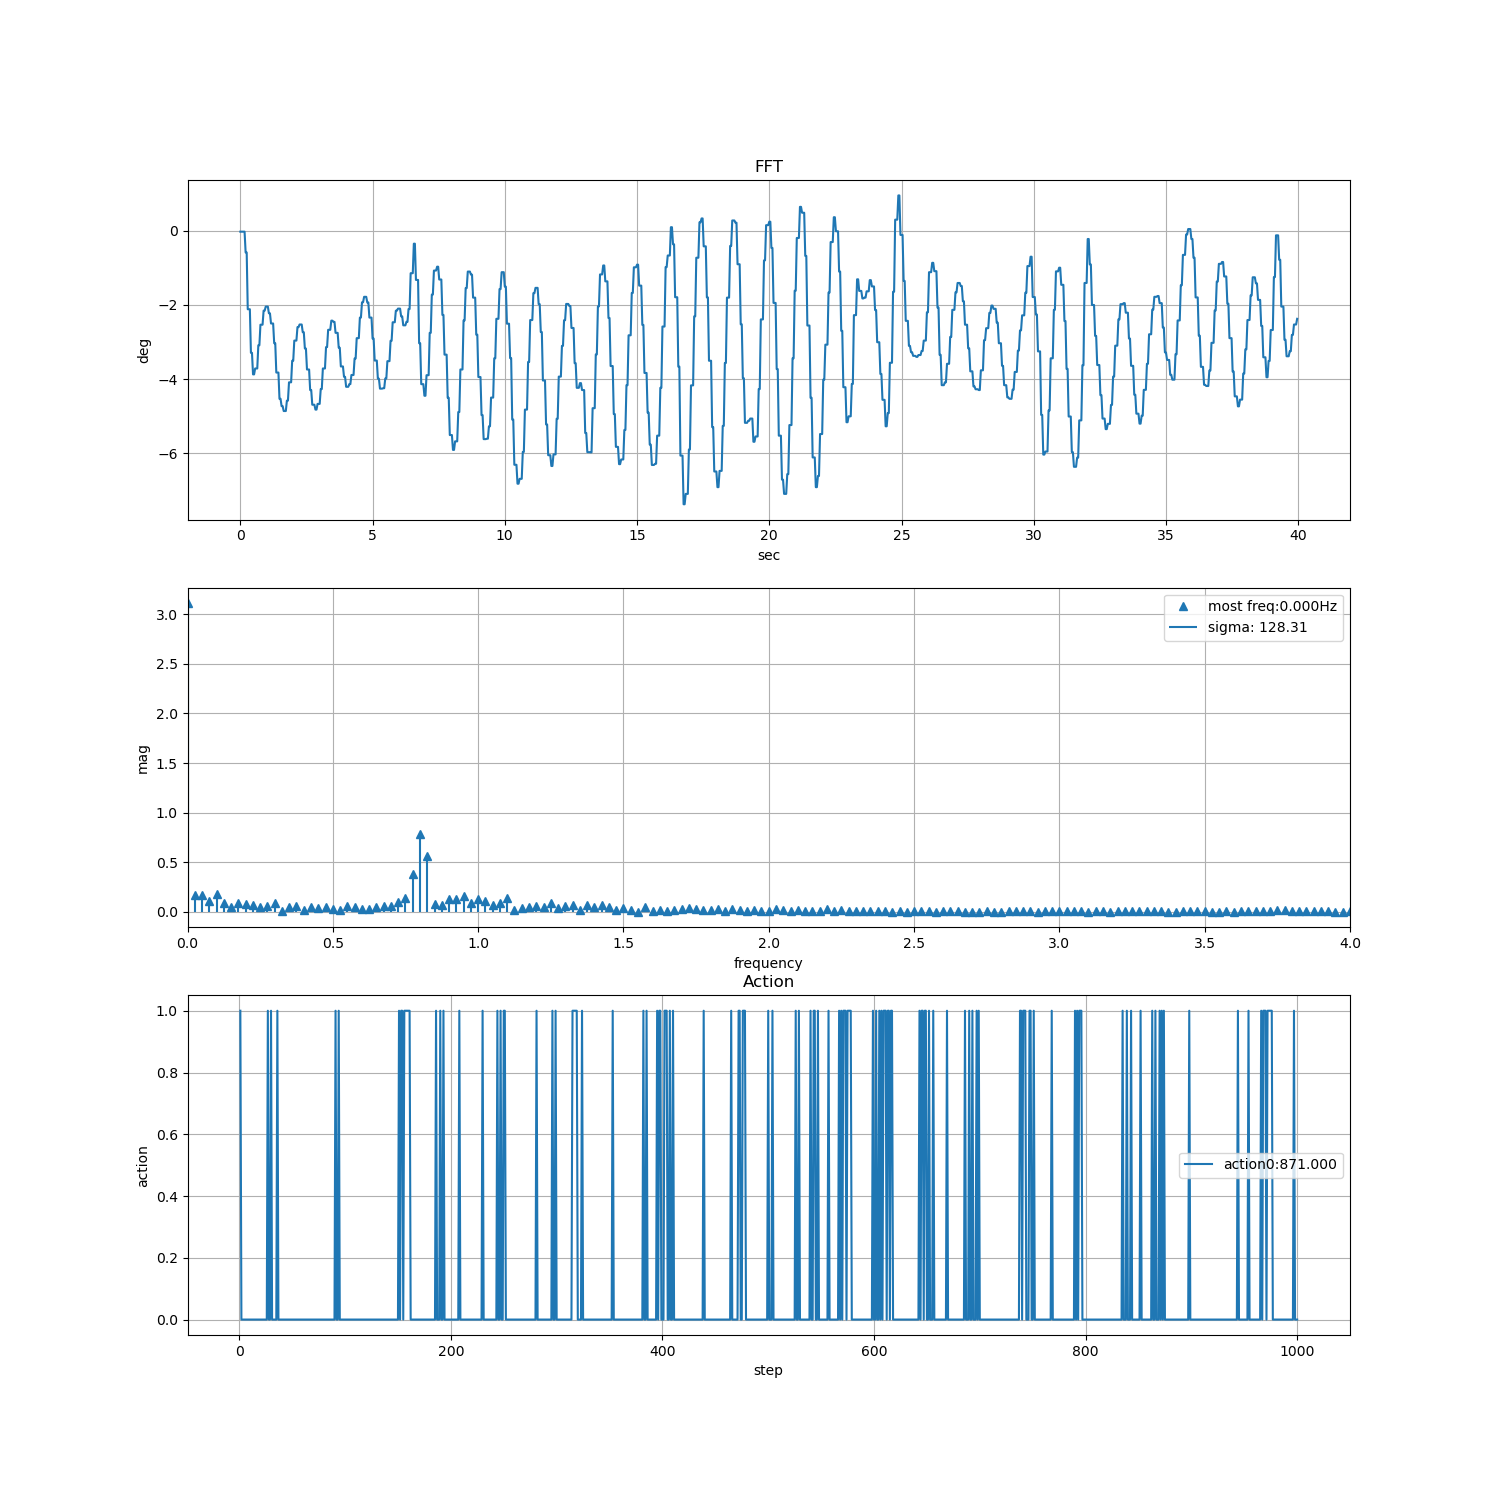 FFT
0
−2
−4
−6
deg
0 5 10 15 20 25 30 35 40
sec
3.0
2.5
2.0
1.5
1.0
0.5
0.0
mag
most freq:0.000Hz
sigma: 128.31
0.0 0.5 1.0 1.5 2.0 2.5 3.0 3.5 4.0
frequency
Action
1.0
0.8
0.6
0.4
0.2
0.0
action
action0:871.000
0 200 400 600 800 1000
step